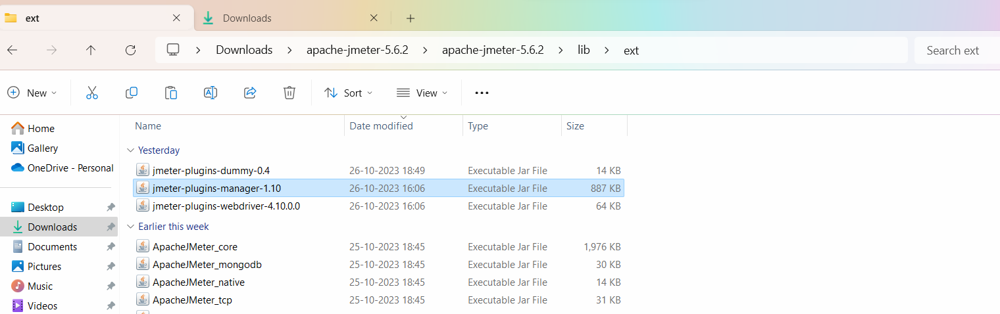 ext
Downloads
Downloads > apache-jmeter-5.6.2 > apache-jmeter-5.6.2 > lib > ext
Search ext
New
Sort
View
Home
Gallery
OneDrive - Personal
Desktop
Downloads
Documents
Pictures
Music
Videos
Name Date modified Type Size
Yesterday
jmeter-plugins-dummy-0.4 26-10-2023 18:49 Executable Jar File 14 KB
jmeter-plugins-manager-1.10 26-10-2023 16:06 Executable Jar File 887 KB
jmeter-plugins-webdriver-4.10.0.0 26-10-2023 16:06 Executable Jar File 64 KB
Earlier this week
ApacheJMeter_core 25-10-2023 18:45 Executable Jar File 1,976 KB
ApacheJMeter_mongodb 25-10-2023 18:45 Executable Jar File 30 KB
ApacheJMeter_native 25-10-2023 18:45 Executable Jar File 14 KB
ApacheJMeter_tcp 25-10-2023 18:45 Executable Jar File 31 KB